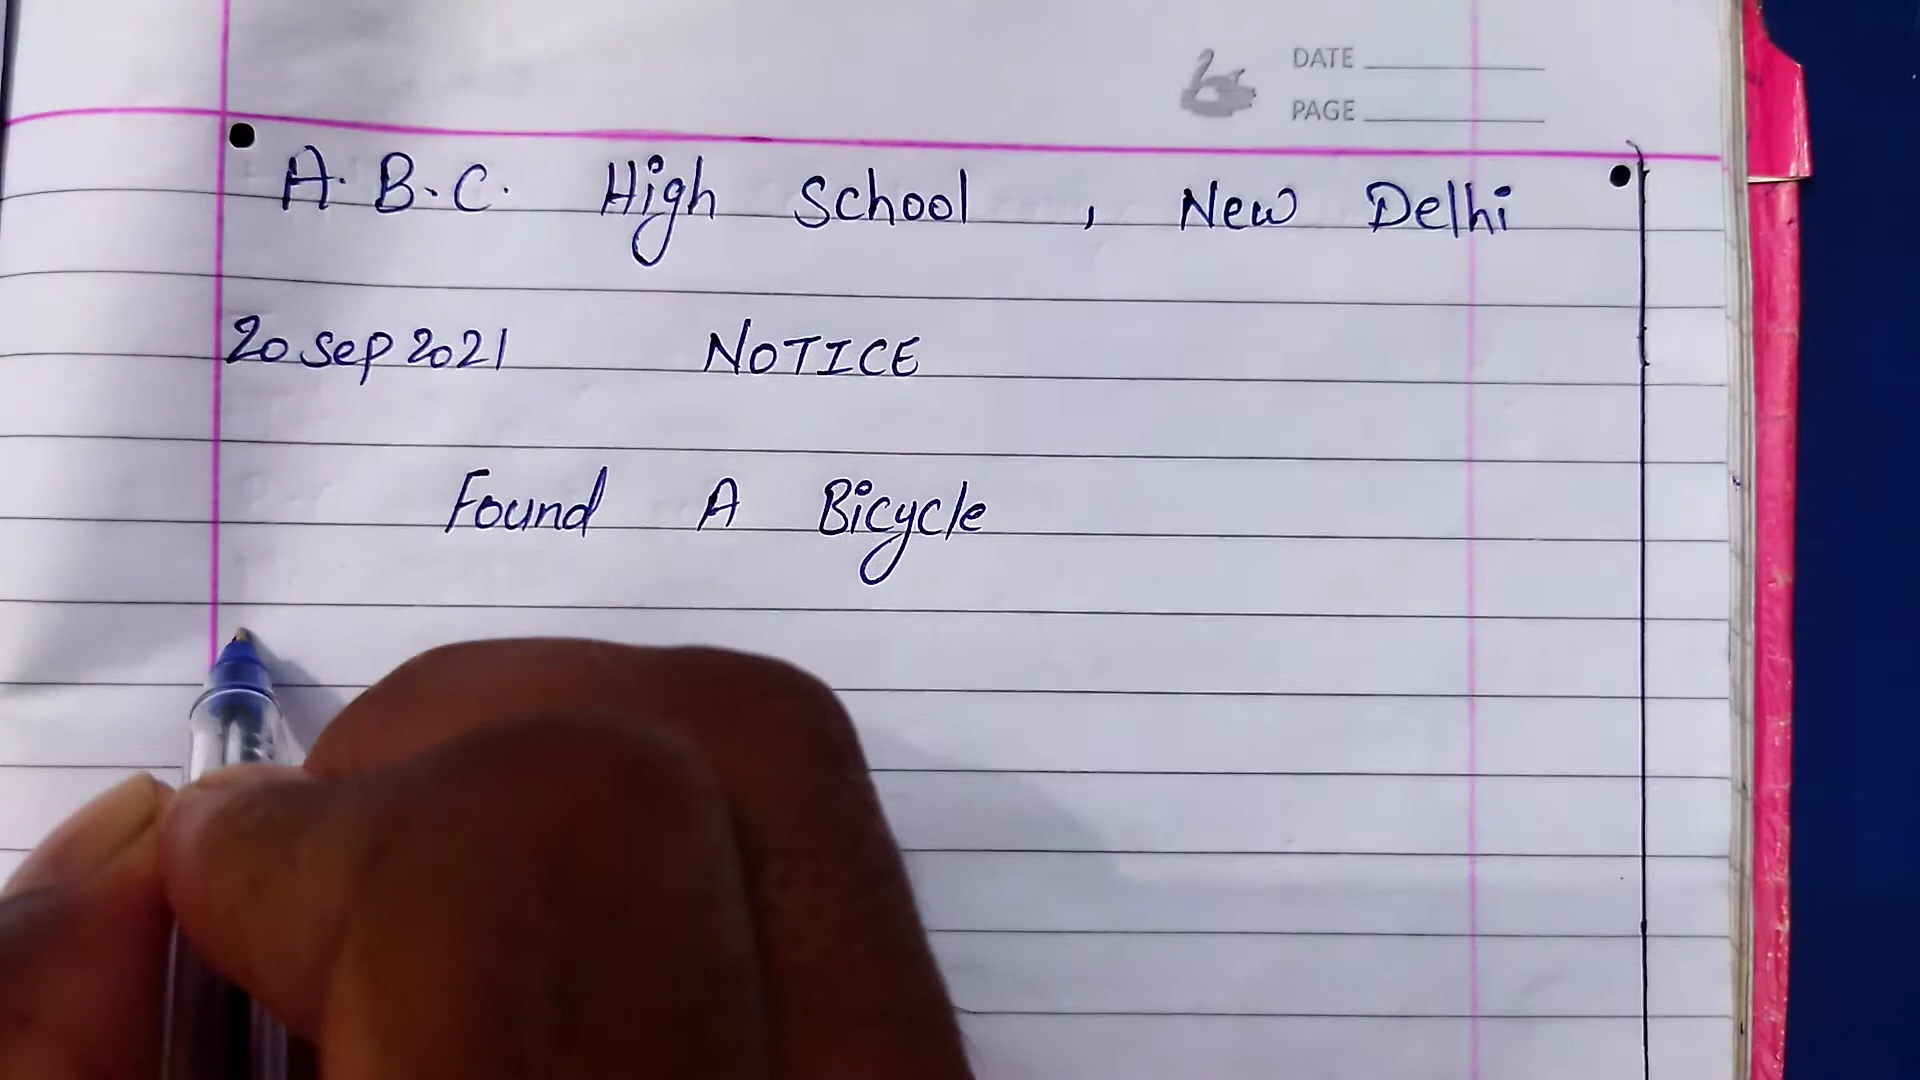 DATE
PAGE
A. B. C. High School , New Delhi
20 Sep 2021 NOTICE
Found A Bicycle